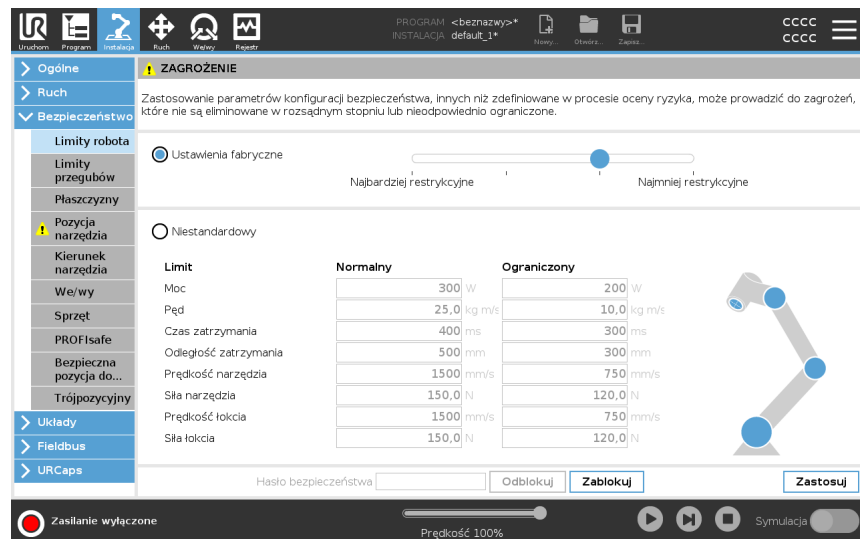 PROGRAM <beznazwy>*
INSTALACJA default_1*
CCCC
CCCC
Uruchom Program Instalacja Ruch We/wy Rejestr Nowy... Otwórz... Zapisz...
Ogólne
Ruch
Bezpieczeństwo
Limity robota
Limity
przegubów
Płaszczyzny
Pozycja
narzędzia
Kierunek
narzędzia
We/wy
Sprzęt
PROFIsafe
Bezpieczna
pozycja do...
Trójpozycyjny
Układy
Fieldbus
URCaps
ZAGROŻENIE
Zastosowanie parametrów konfiguracji bezpieczeństwa, innych niż zdefiniowane w procesie oceny ryzyka, może prowadzić do zagrożeń,
które nie są eliminowane w rozsądnym stopniu lub nieodpowiednio ograniczone.
Ustawienia fabryczne
Najbardziej restrykcyjne Najmniej restrykcyjne
Niestandardowy
Limit Normalny Ograniczony
Moc 300 W 200 W
Pęd 25,0 kg m/s 10,0 kg m/s
Czas zatrzymania 400 ms 300 ms
Odległość zatrzymania 500 mm 300 mm
Prędkość narzędzia 1500 mm/s 750 mm/s
Siła narzędzia 150,0 N 120,0 N
Prędkość łokcia 1500 mm/s 750 mm/s
Siła łokcia 150,0 N 120,0 N
Hasło bezpieczeństwa Odblokuj Zablokuj Zastosuj
Zasilanie wyłączone
Prędkość 100%
Symulacja